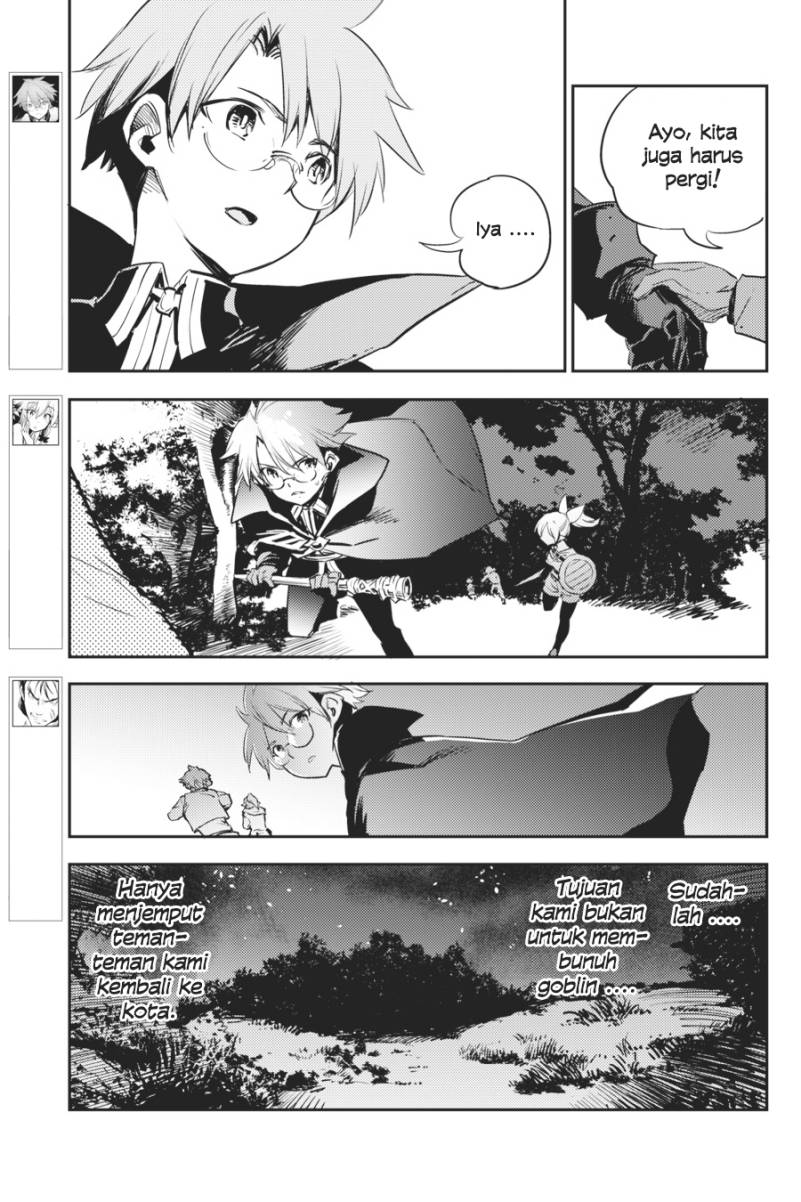 Ayo, kita
juga harus
pergi!
Iya ....
Sudah-
lah ....
Tujuan
kami bukan
untuk mem-
bunuh
goblin ....
Hanya
menjemput
teman-
teman kami
kembali ke
kota.